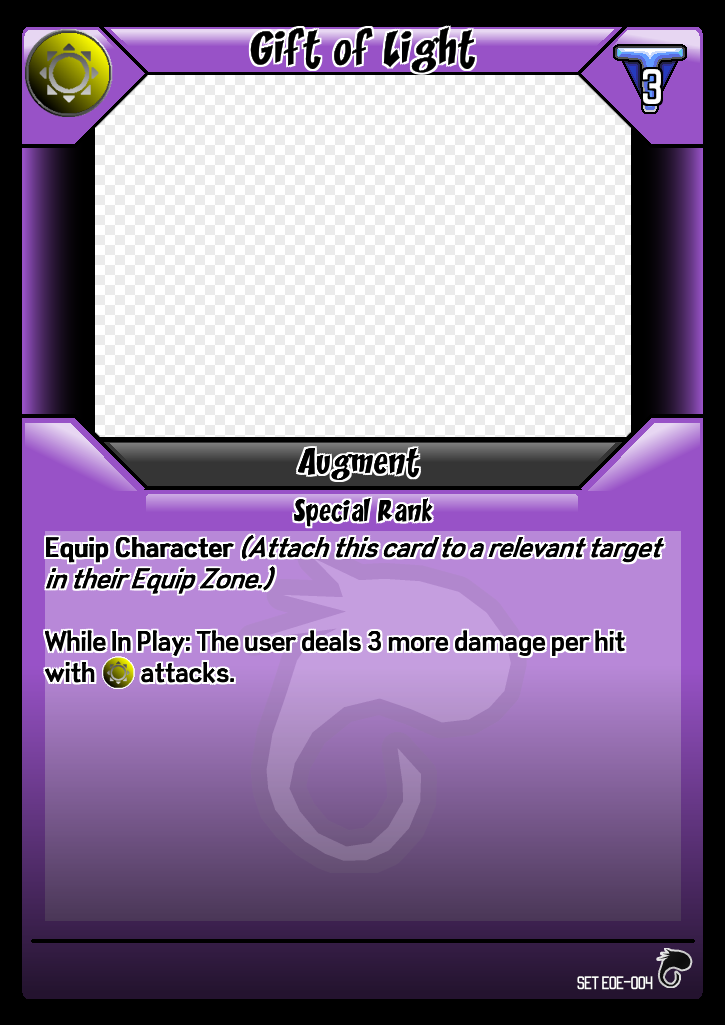 Gift of Light
3
Augment
Special Rank
Equip Character (Attach this card to a relevant target
in their Equip Zone.)
While In Play: The user deals 3 more damage per hit
with attacks.
SET EOE-004